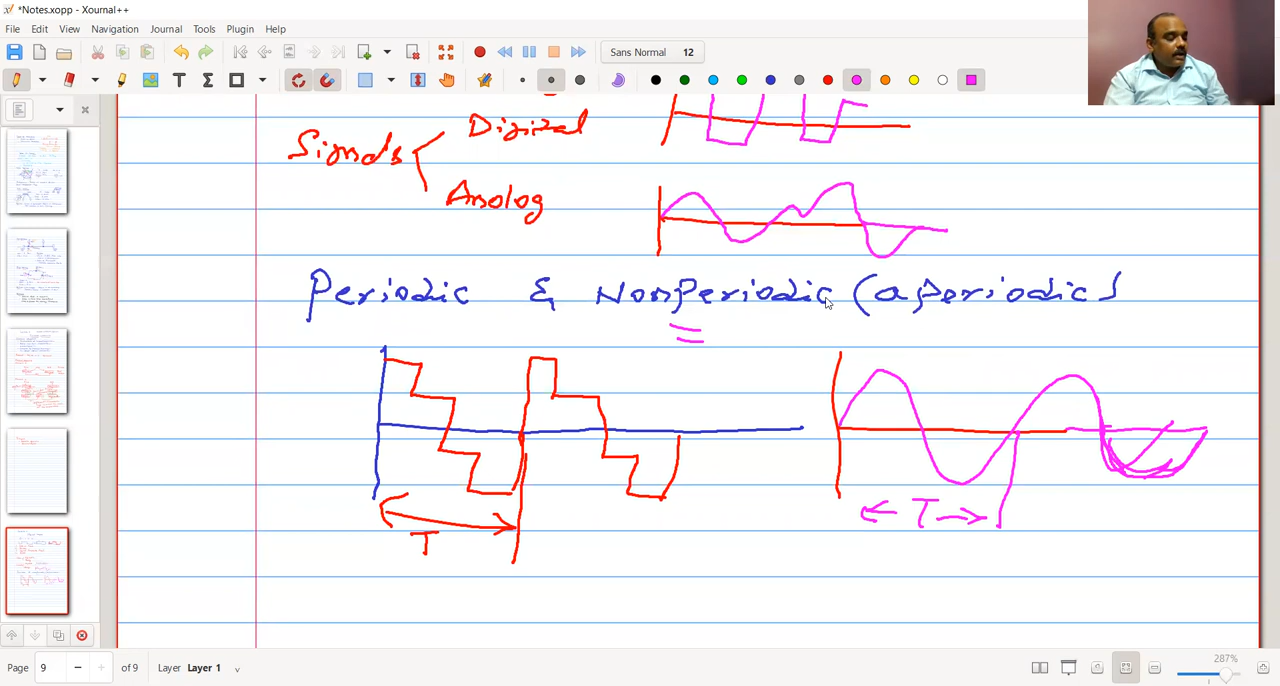 *Notes.xopp - Xournal++
File Edit View Navigation Journal Tools Plugin Help
Sans Normal 12
Digital
Signals
Analog
Periodic & Nonperiodic (aperiodic)
T
T
Page 9 of 9 Layer Layer 1
287%